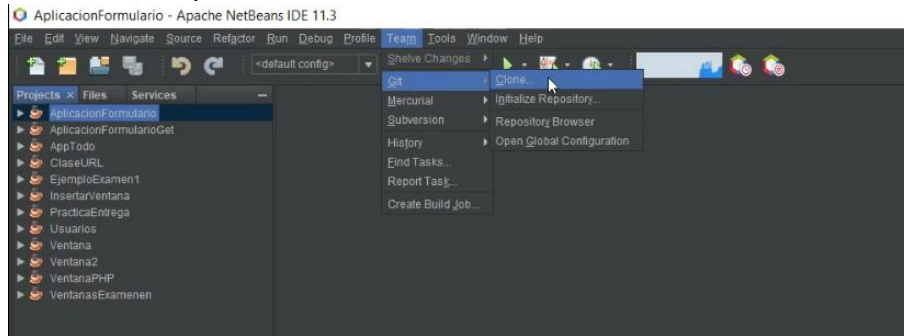 AplicacionFormulario - Apache NetBeans IDE 11.3
File Edit View Navigate Source Refactor Run Debug Profile Team Tools Window Help
<default config>
Shelve Changes
Git
Mercurial
Subversion
History
Find Tasks...
Report Task...
Create Build Job...
Clone...
Initialize Repository...
Repository Browser
Open Global Configuration
Projects Files Services
AplicacionFormulario
AplicacionFormularioGet
AppTodo
ClaseURL
EjemploExamen1
InsertarVentana
PracticaEntrega
Usuarios
Ventana
Ventana2
VentanaPHP
VentanasExamenen